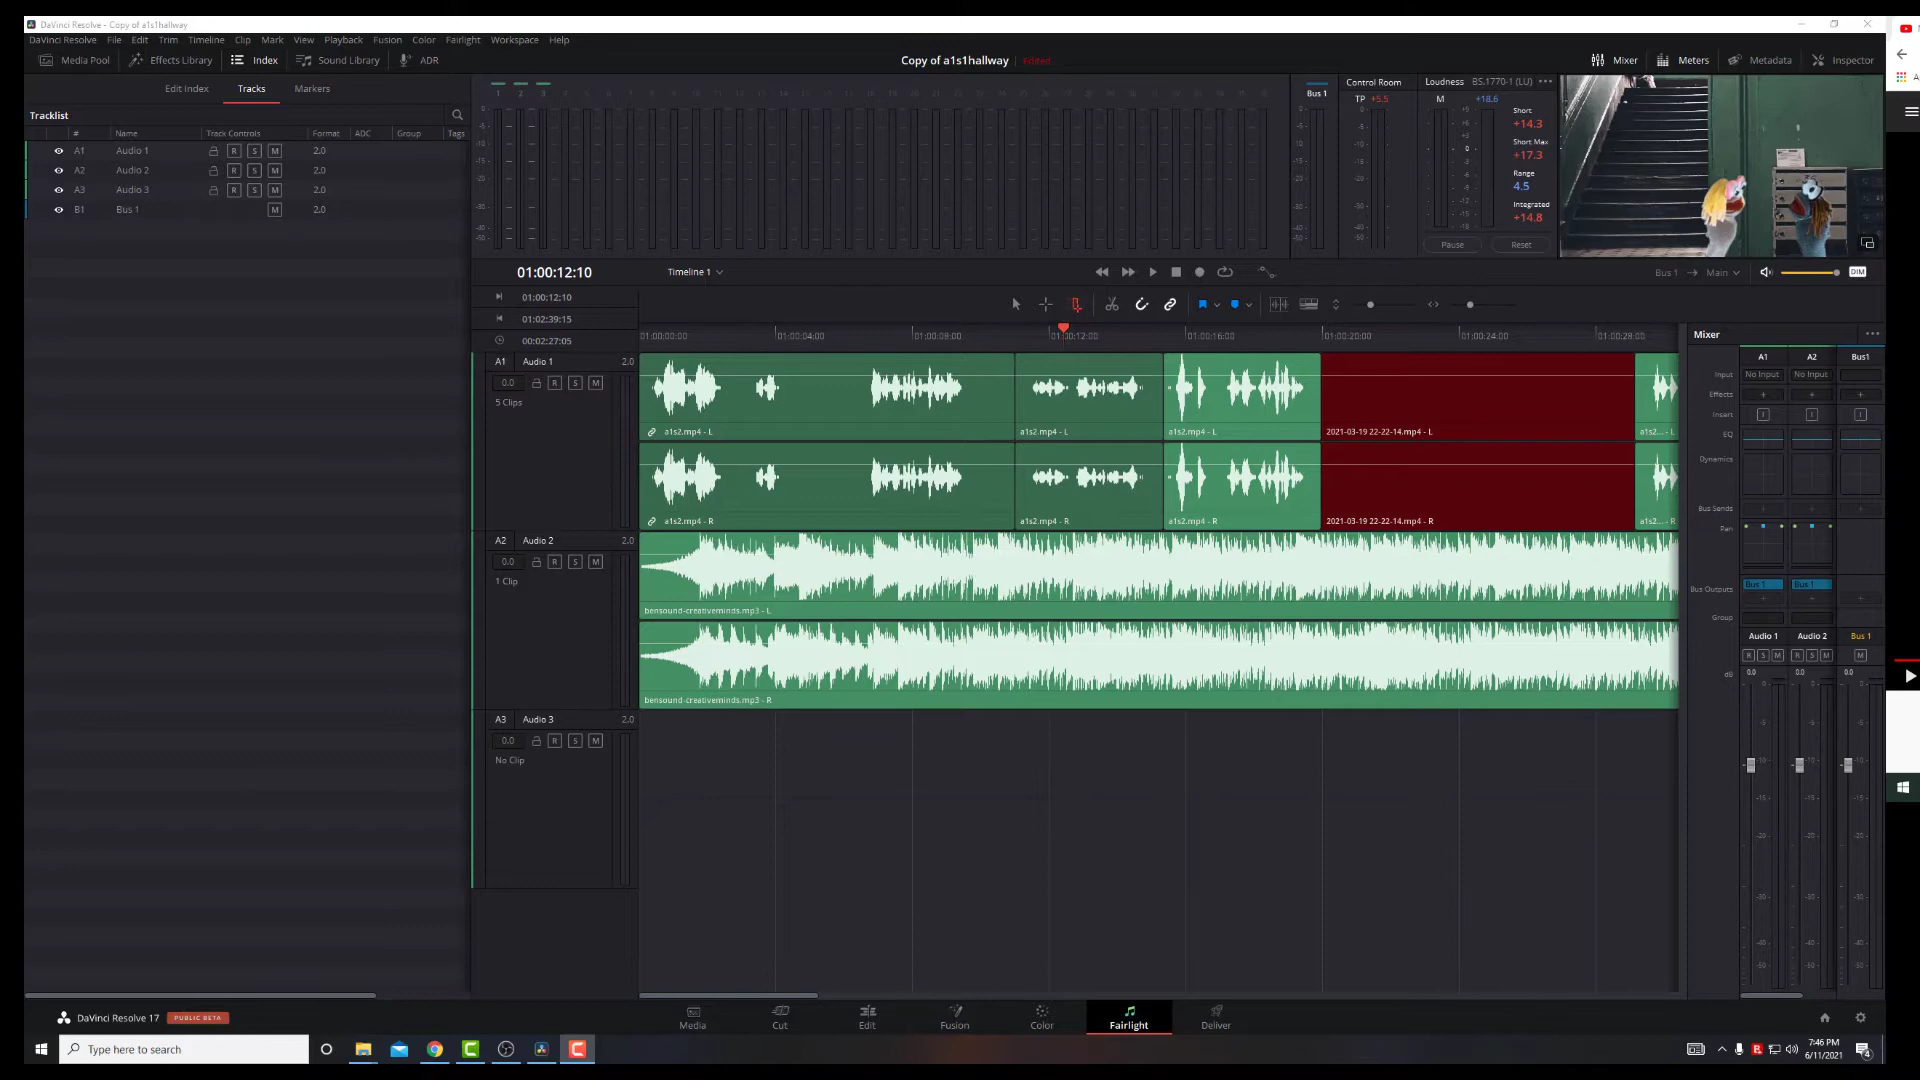 DaVinci Resolve - Copy of a1s1hallway
DaVinci Resolve File Edit Trim Timeline Clip Mark View Playback Fusion Color Fairlight Workspace Help
Media Pool Effects Library Index Sound Library ADR Copy of a1s1hallway Edited Mixer Meters Metadata Inspector
Edit Index Tracks Markers
Tracklist
# Name Track Controls Format ADC Group Tags
A1 Audio 1 R S M 2.0
A2 Audio 2 R S M 2.0
A3 Audio 3 R S M 2.0
B1 Bus 1 M 2.0
Bus 1
Control Room
TP +5.5
Loudness BS.1770-1 (LU)
M +18.6
Short
+14.3
Short Max
+17.3
Range
4.5
Integrated
+14.8
Pause Reset
01:00:12:10 Timeline 1 Bus 1 Main DIM
01:00:12:10
01:02:39:15
00:02:27:05
01:00:00:00 01:00:04:00 01:00:08:00 01:00:12:00 01:00:16:00 01:00:20:00 01:00:24:00 01:00:28:00
A1 Audio 1 2.0
0.0 R S M
5 Clips
a1s2.mp4 - L a1s2.mp4 - L a1s2.mp4 - L 2021-03-19 22-22-14.mp4 - L a1s2... - L
a1s2.mp4 - R a1s2.mp4 - R a1s2.mp4 - R 2021-03-19 22-22-14.mp4 - R a1s2... - R
A2 Audio 2 2.0
0.0 R S M
1 Clip
bensound-creativeminds.mp3 - L
bensound-creativeminds.mp3 - R
A3 Audio 3 2.0
0.0 R S M
No Clip
Mixer
A1 A2 Bus1
Input No Input No Input
Effects
Insert
EQ
Dynamics
Bus Sends
Pan
Bus Outputs Bus 1 Bus 1
Group
Audio 1 Audio 2 Bus 1
R S M R S M M
dB 0.0 0.0 0.0
DaVinci Resolve 17 PUBLIC BETA
Media Cut Edit Fusion Color Fairlight Deliver
Type here to search
7:46 PM
6/11/2021
4